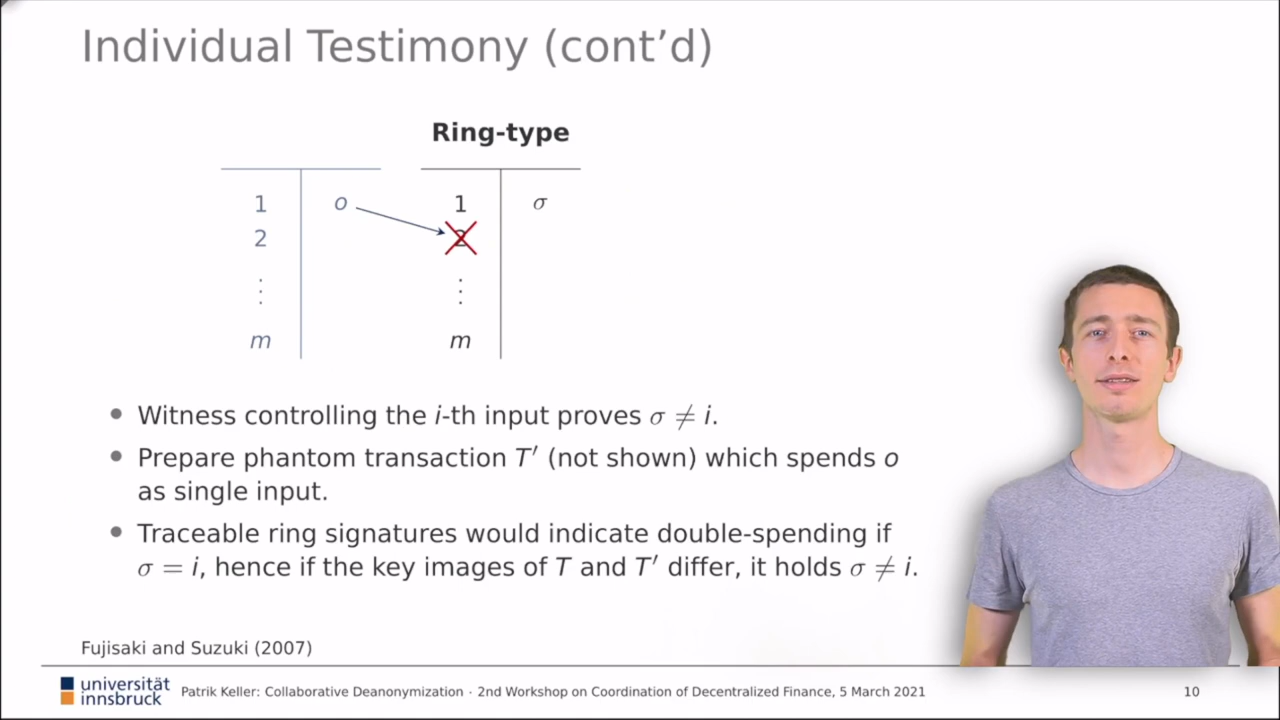 Individual Testimony (cont’d)
Ring-type
1 o 1 σ
2 2
⋮ ⋮
m m
• Witness controlling the i-th input proves σ ≠ i.
• Prepare phantom transaction T′ (not shown) which spends o
as single input.
• Traceable ring signatures would indicate double-spending if
σ = i, hence if the key images of T and T′ differ, it holds σ ≠ i.
Fujisaki and Suzuki (2007)
universität
innsbruck
Patrik Keller: Collaborative Deanonymization · 2nd Workshop on Coordination of Decentralized Finance, 5 March 2021
10